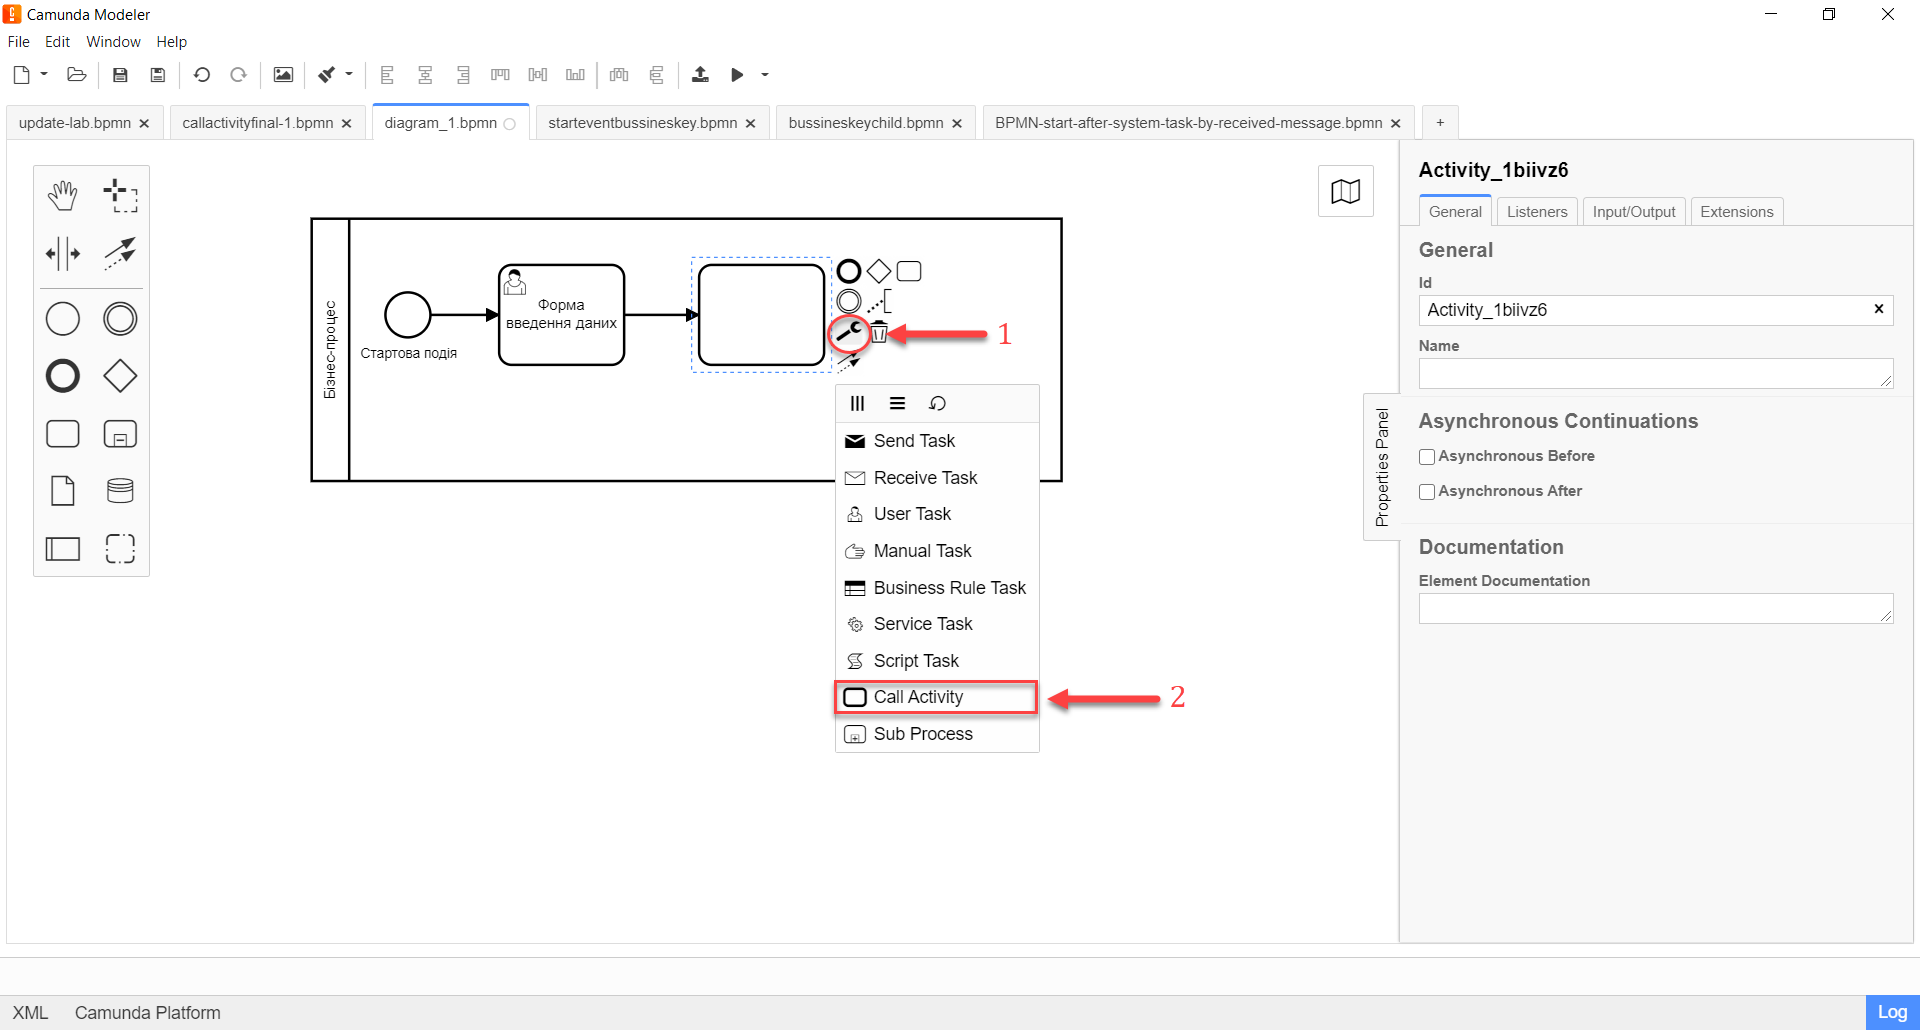 Camunda Modeler
File Edit Window Help
update-lab.bpmn
callactivityfinal-1.bpmn
diagram_1.bpmn
starteventbussineskey.bpmn
bussineskeychild.bpmn
BPMN-start-after-system-task-by-received-message.bpmn
+
Бізнес-процес
Стартова подія
Форма
введення даних
1
Send Task
Receive Task
User Task
Manual Task
Business Rule Task
Service Task
Script Task
Call Activity
2
Sub Process
Properties Panel
Activity_1biivz6
General Listeners Input/Output Extensions
General
Id
Activity_1biivz6
Name
Asynchronous Continuations
Asynchronous Before
Asynchronous After
Documentation
Element Documentation
XML Camunda Platform
Log